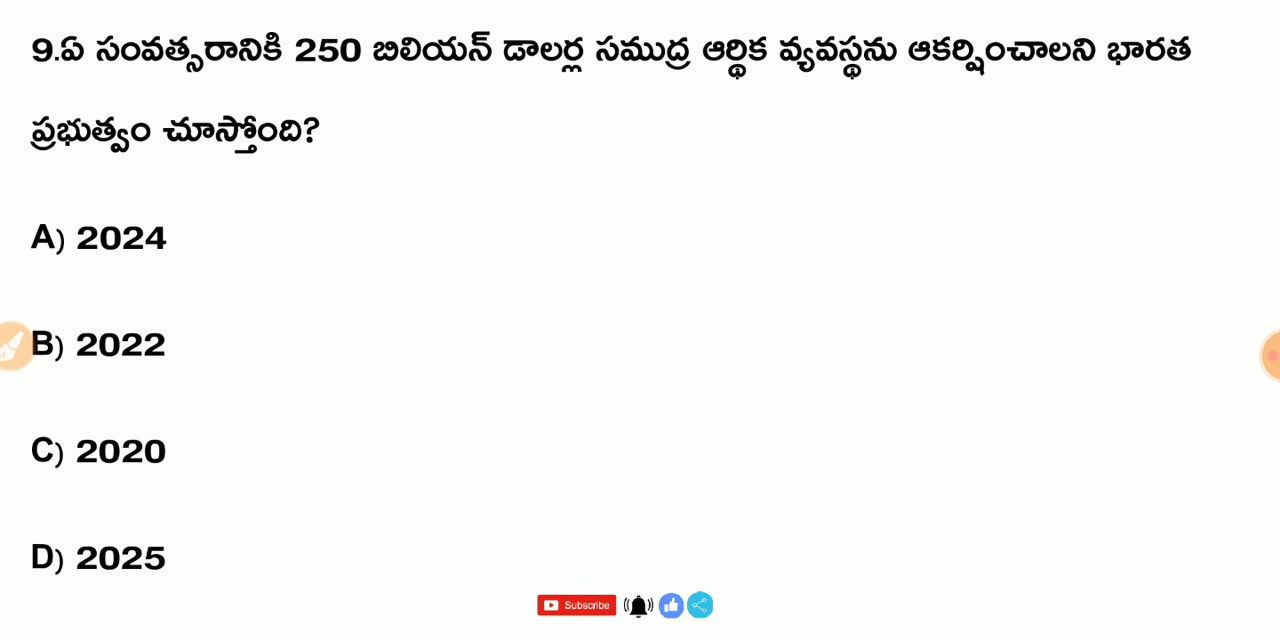 9.ఏ సంవత్సరానికి 250 బిలియన్ డాలర్ల సముద్ర ఆర్థిక వ్యవస్థను ఆకర్షించాలని భారత
ప్రభుత్వం చూస్తోంది?
A) 2024
B) 2022
C) 2020
D) 2025
Subscribe